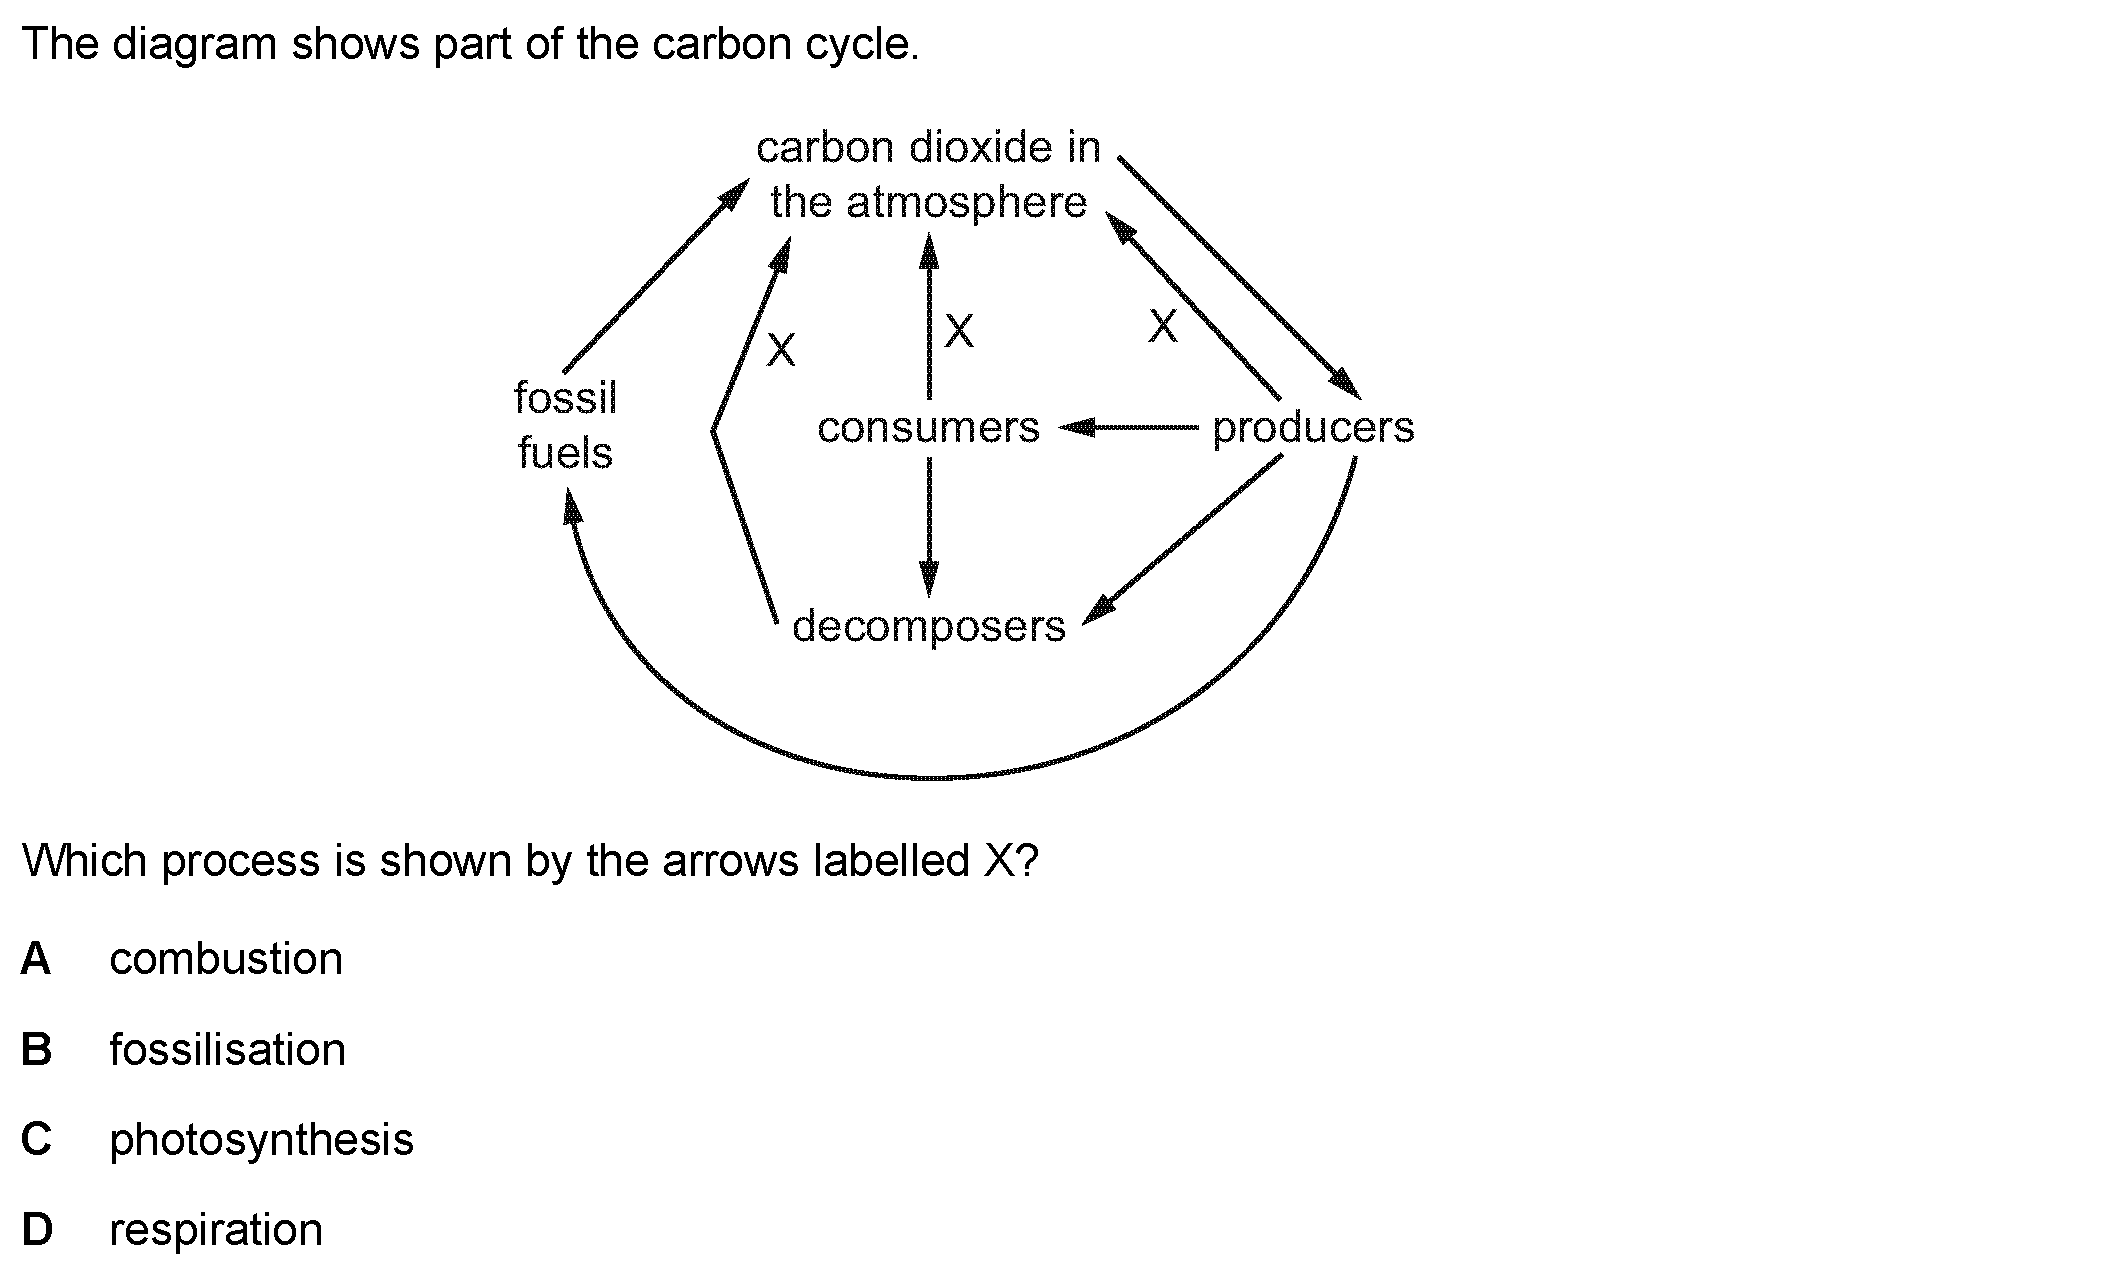 The diagram shows part of the carbon cycle.
carbon dioxide in
the atmosphere
X
X
X
fossil
fuels
consumers
producers
decomposers
Which process is shown by the arrows labelled X?
A combustion
B fossilisation
C photosynthesis
D respiration